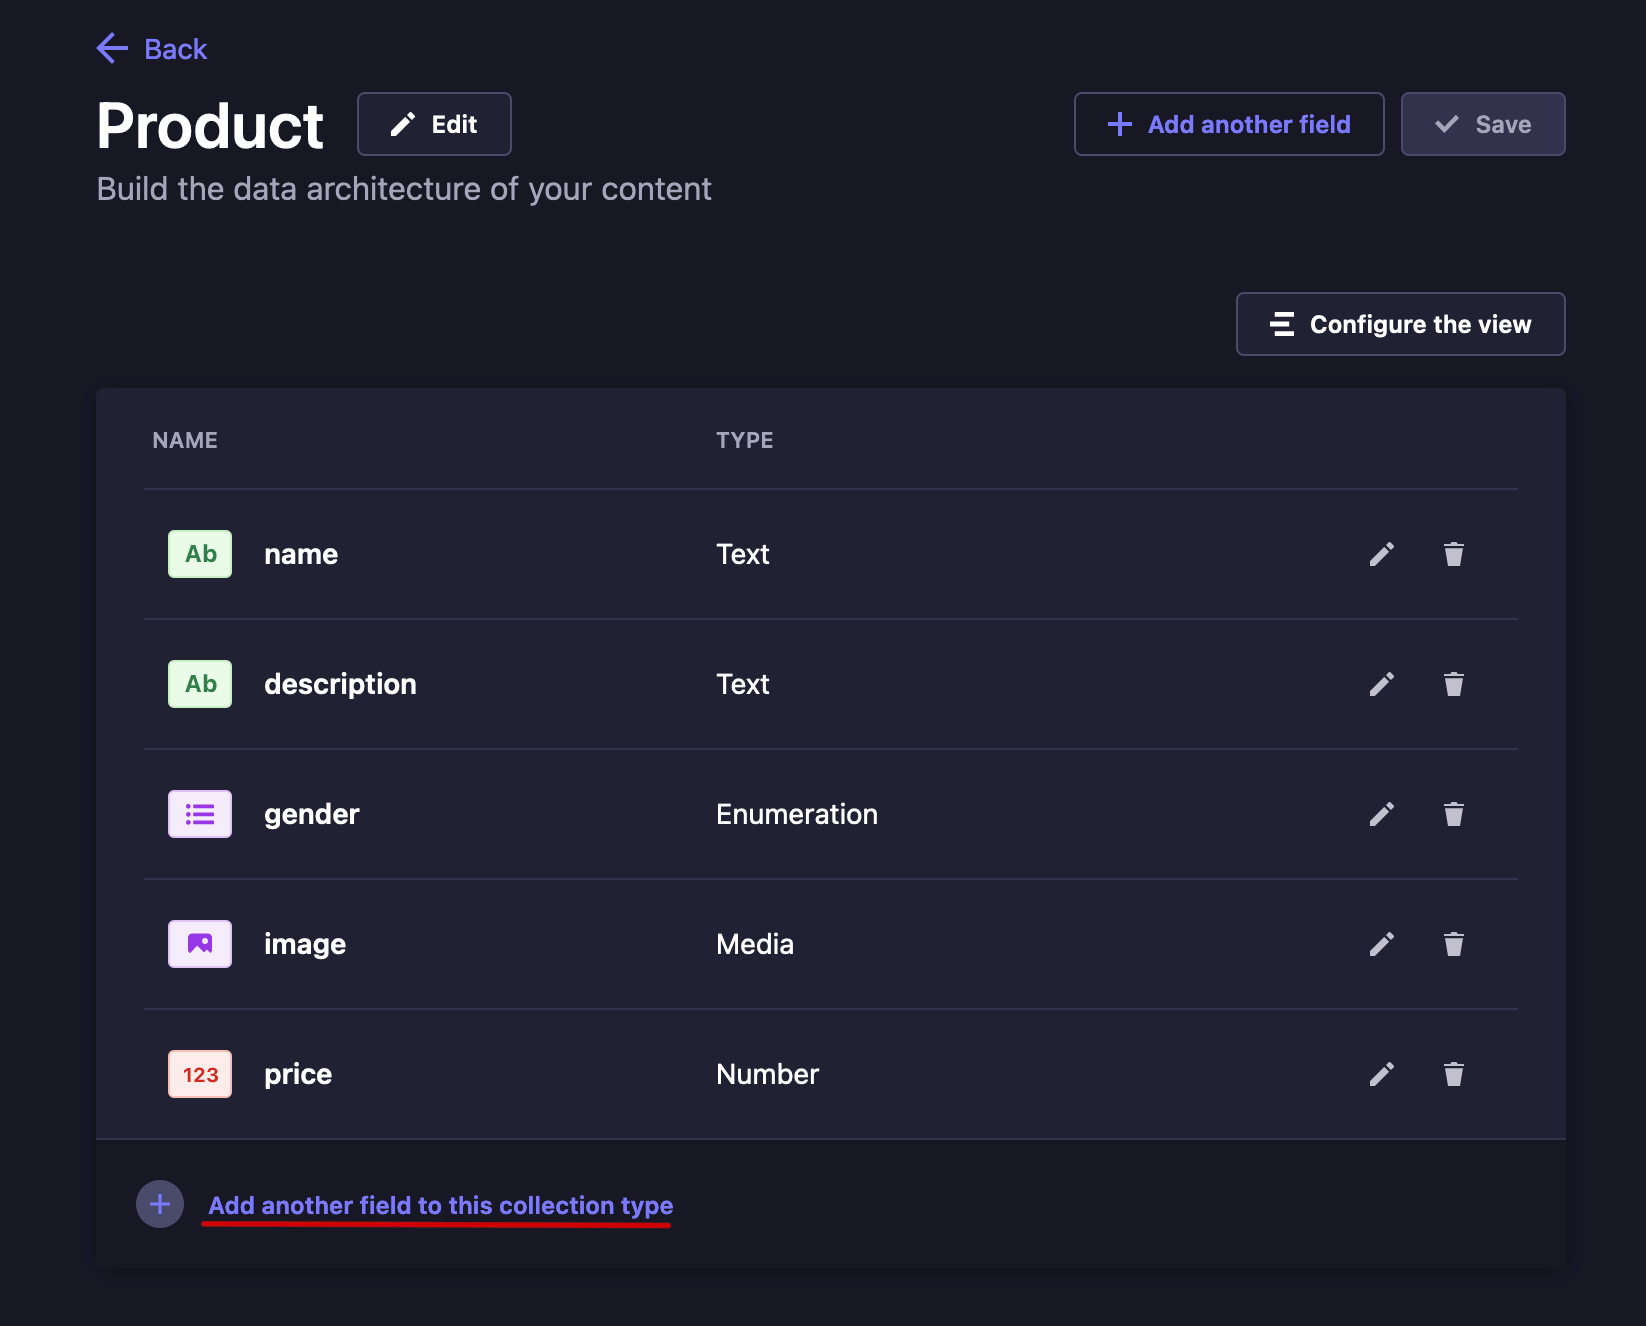 Back
Product
Edit
Add another field
Save
Build the data architecture of your content
Configure the view
NAME TYPE
Ab name Text
Ab description Text
gender Enumeration
image Media
123 price Number
Add another field to this collection type